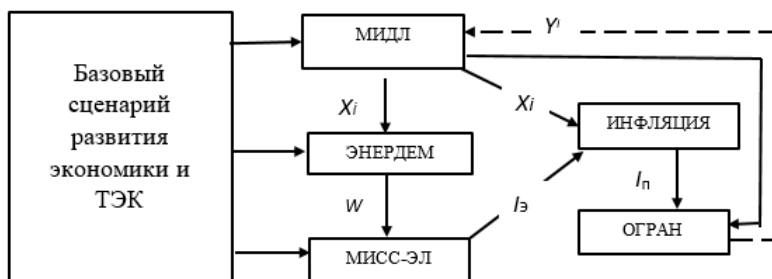 Базовый
сценарий
развития
экономики и
ТЭК
МИДЛ
Yⁱ
Xi
Xi
ЭНЕРДЕМ
ИНФЛЯЦИЯ
W
Iэ
Iп
МИСС-ЭЛ
ОГРАН